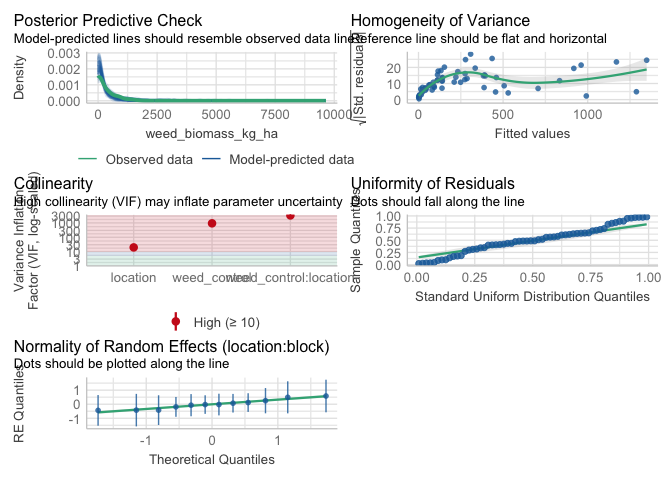 Posterior Predictive Check
Model-predicted lines should resemble observed data line
Density
0.003
0.002
0.001
0.000
0
2500
5000
7500
10000
weed_biomass_kg_ha
Observed data
Model-predicted data
Homogeneity of Variance
Reference line should be flat and horizontal
√|Std. residuals|
20
10
0
0
500
1000
Fitted values
Collinearity
High collinearity (VIF) may inflate parameter uncertainty
Variance Inflation
Factor (VIF, log-scaled)
3000
1000
300
100
30
10
5
3
1
location
weed_control
weed_control:location
High (≥ 10)
Uniformity of Residuals
Dots should fall along the line
Sample Quantiles
1.00
0.75
0.50
0.25
0.00
0.00
0.25
0.50
0.75
1.00
Standard Uniform Distribution Quantiles
Normality of Random Effects (location:block)
Dots should be plotted along the line
RE Quantiles
1
0
-1
-1
0
1
Theoretical Quantiles